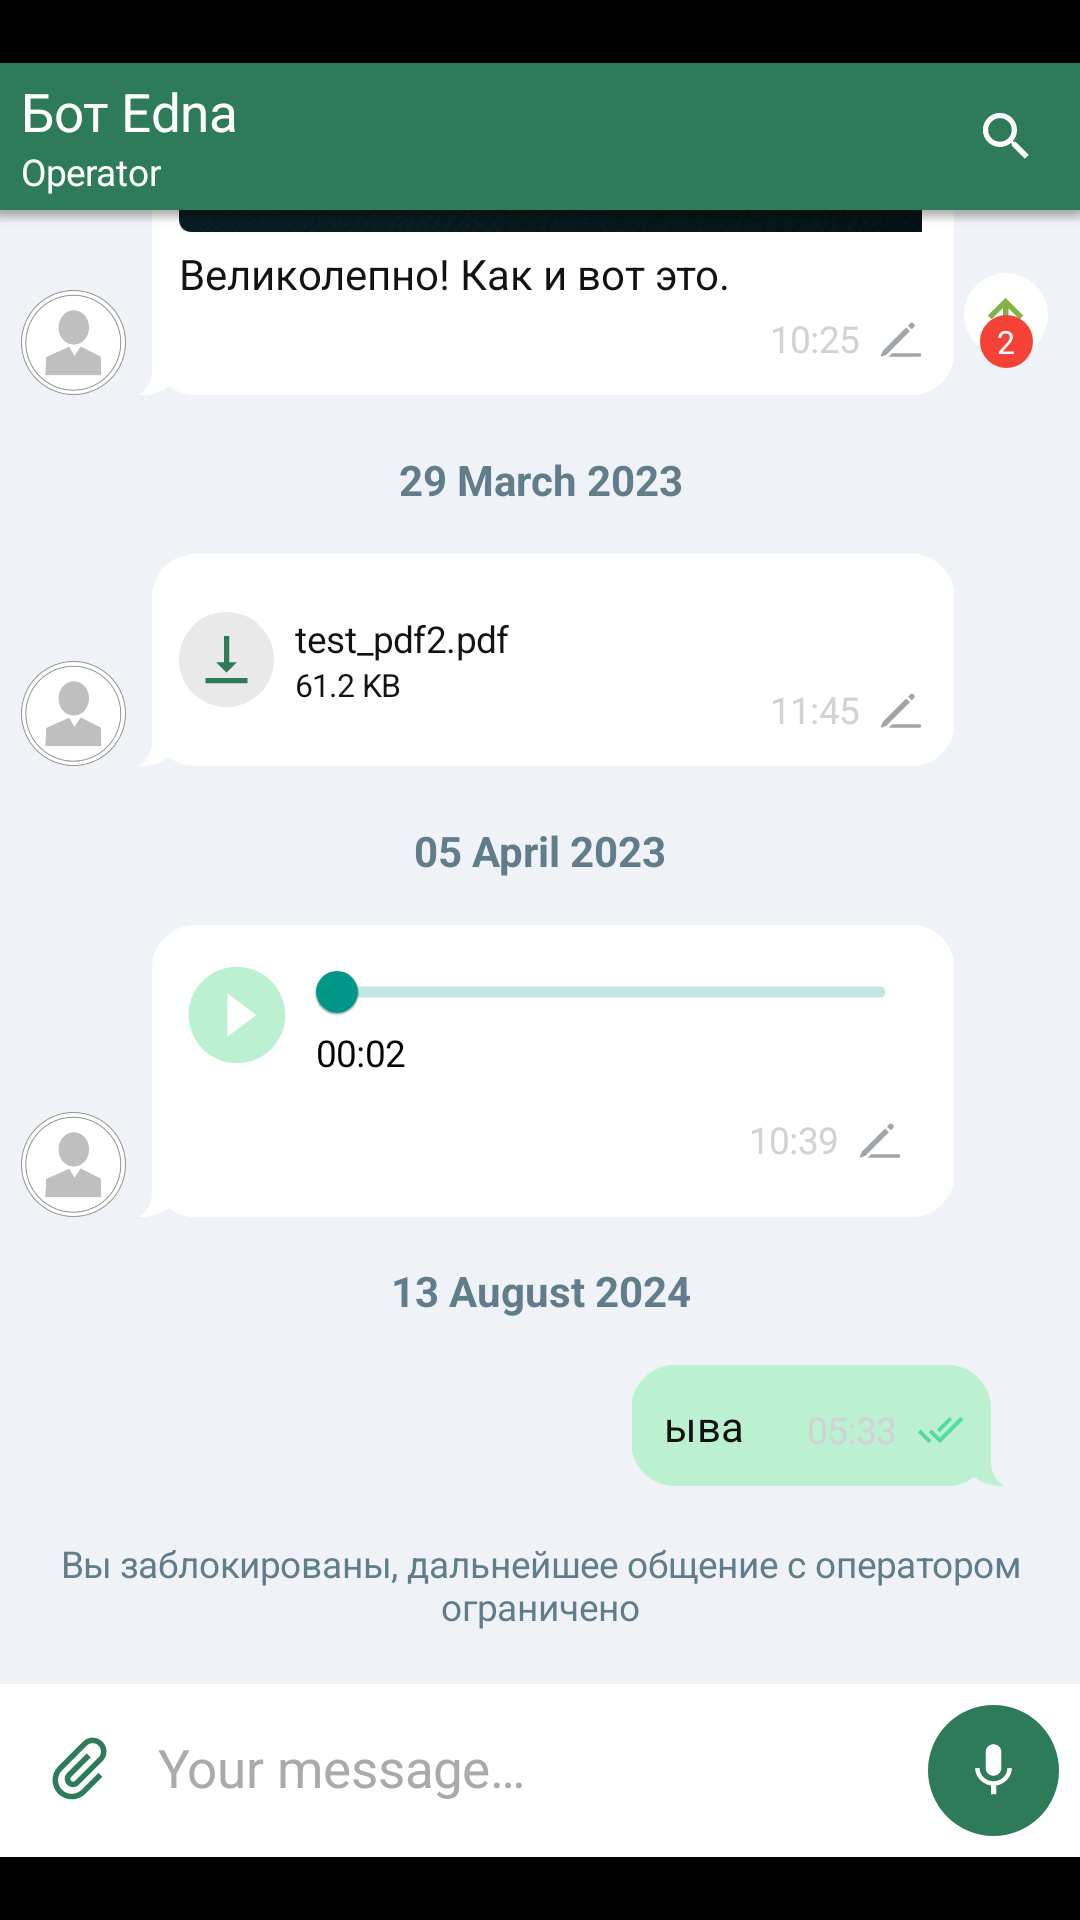 Бот Edna
Operator
Великолепно! Как и вот это.
10:25
2
29 March 2023
test_pdf2.pdf
61.2 KB
11:45
05 April 2023
00:02
10:39
13 August 2024
ыва
05:33
Вы заблокированы, дальнейшее общение с оператором
ограничено
Your message…